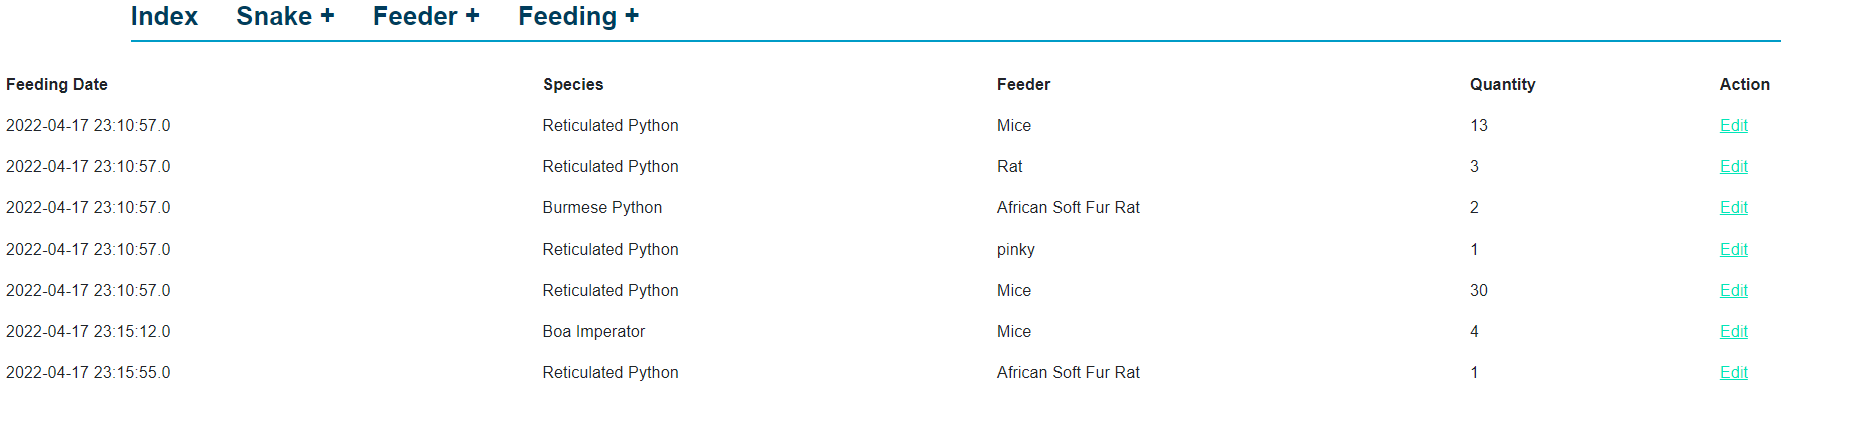 Index Snake + Feeder + Feeding +
Feeding Date Species Feeder Quantity Action
2022-04-17 23:10:57.0 Reticulated Python Mice 13 Edit
2022-04-17 23:10:57.0 Reticulated Python Rat 3 Edit
2022-04-17 23:10:57.0 Burmese Python African Soft Fur Rat 2 Edit
2022-04-17 23:10:57.0 Reticulated Python pinky 1 Edit
2022-04-17 23:10:57.0 Reticulated Python Mice 30 Edit
2022-04-17 23:15:12.0 Boa Imperator Mice 4 Edit
2022-04-17 23:15:55.0 Reticulated Python African Soft Fur Rat 1 Edit